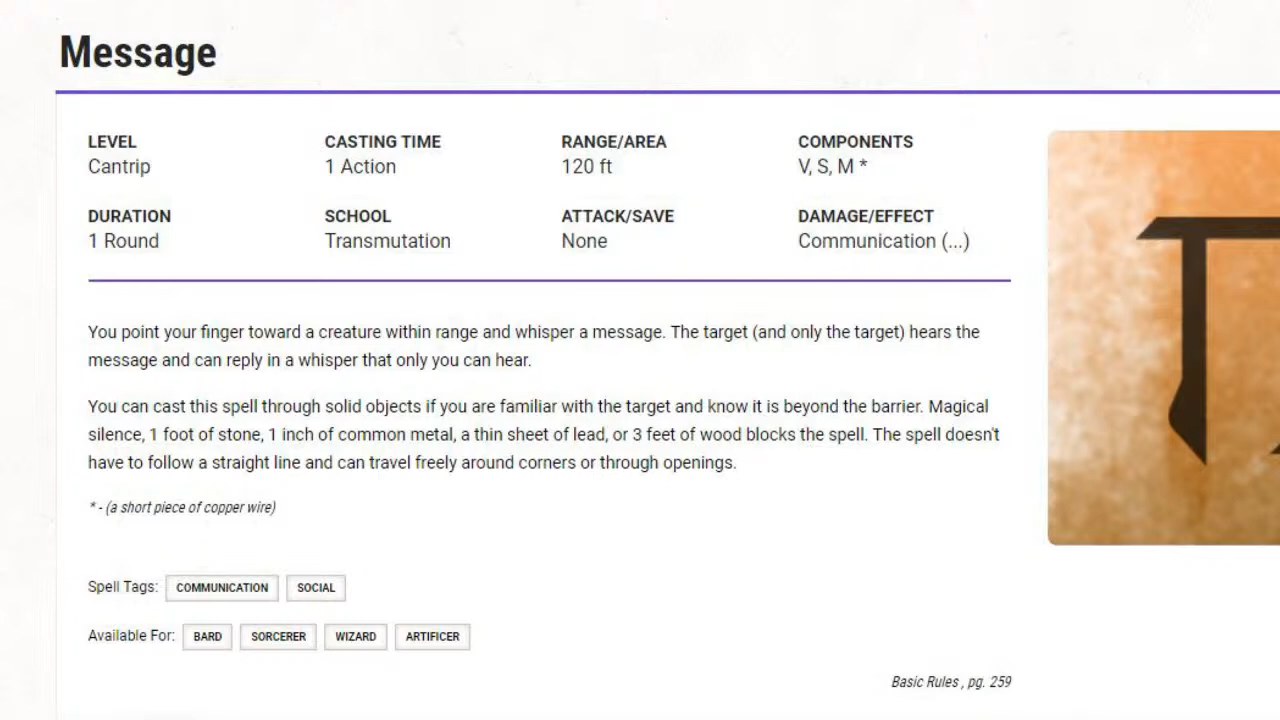 Message
LEVEL CASTING TIME RANGE/AREA COMPONENTS
Cantrip 1 Action 120 ft V, S, M *
DURATION SCHOOL ATTACK/SAVE DAMAGE/EFFECT
1 Round Transmutation None Communication (...)
You point your finger toward a creature within range and whisper a message. The target (and only the target) hears the
message and can reply in a whisper that only you can hear.
You can cast this spell through solid objects if you are familiar with the target and know it is beyond the barrier. Magical
silence, 1 foot of stone, 1 inch of common metal, a thin sheet of lead, or 3 feet of wood blocks the spell. The spell doesn't
have to follow a straight line and can travel freely around corners or through openings.
* - (a short piece of copper wire)
Spell Tags: COMMUNICATION SOCIAL
Available For: BARD SORCERER WIZARD ARTIFICER
Basic Rules , pg. 259